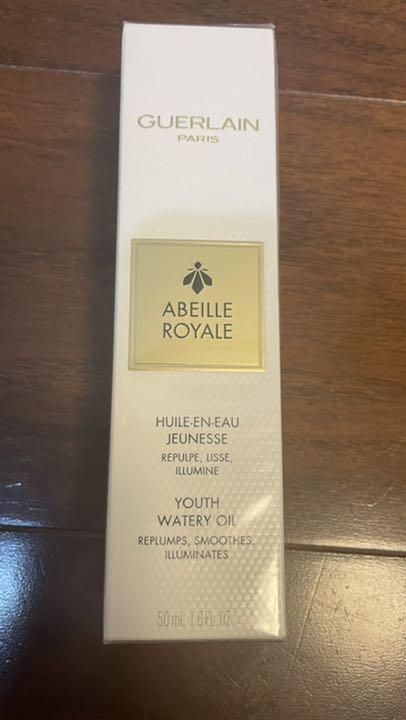 GUERLAIN
PARIS
ABEILLE
ROYALE
HUILE-EN-EAU
JEUNESSE
REPULPE, LISSE,
ILLUMINE
YOUTH
WATERY OIL
REPLUMPS, SMOOTHES,
ILLUMINATES
50 mL 1.6 FL.OZ.